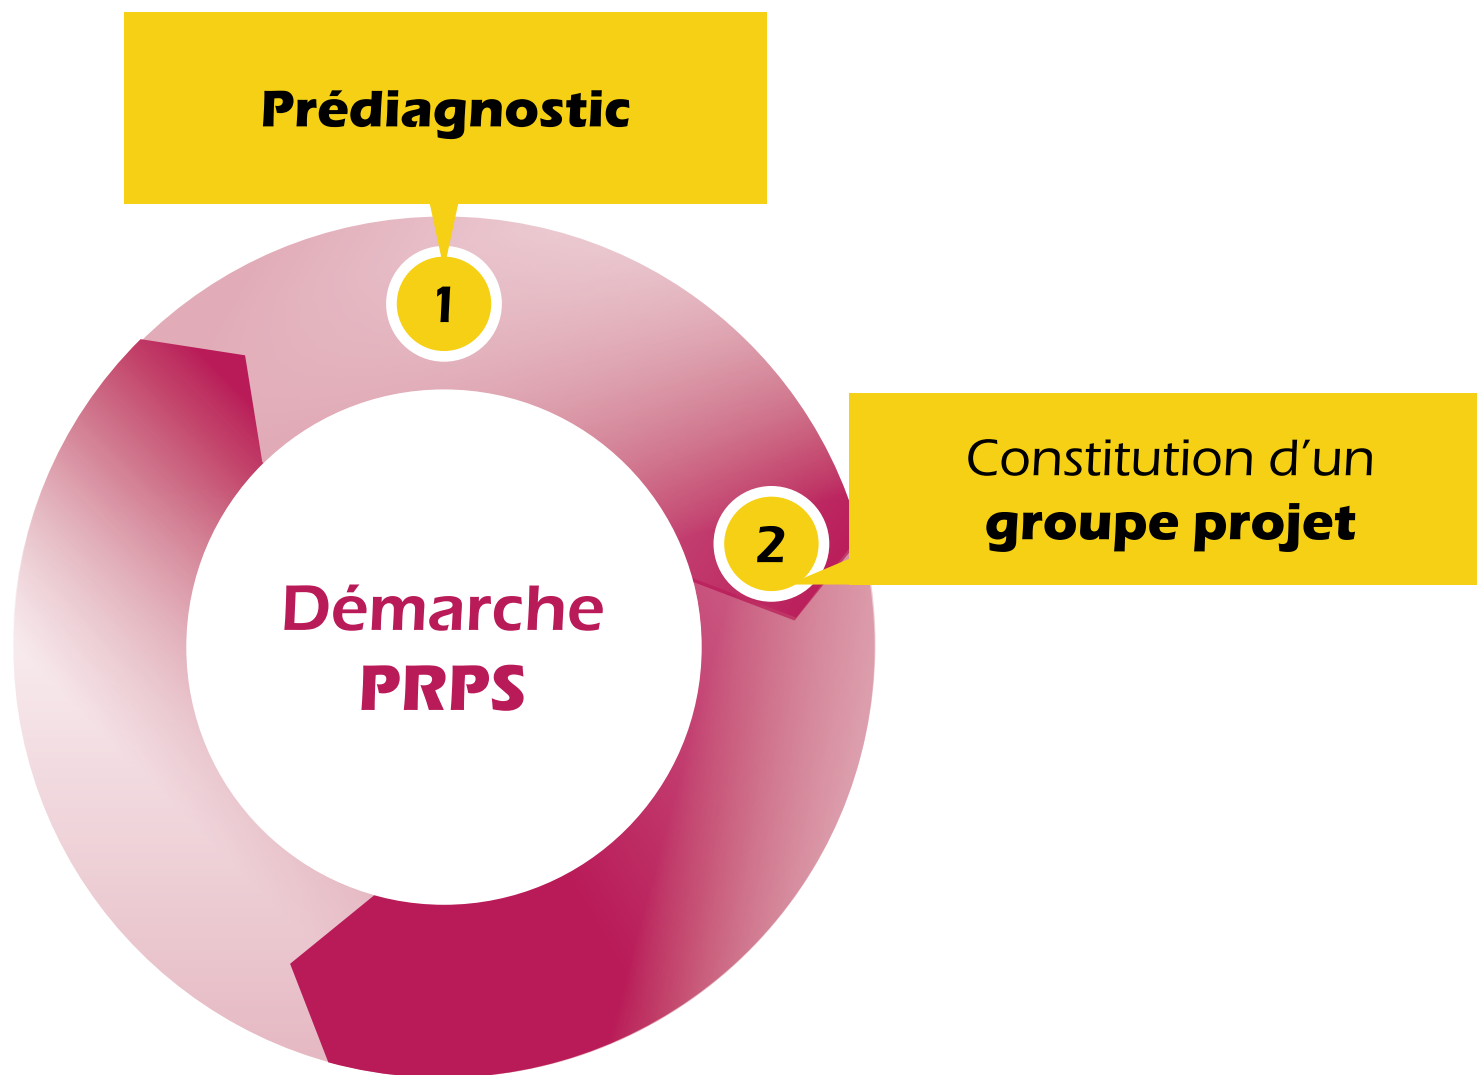 Prédiagnostic
1
Constitution d’un
groupe projet
2
Démarche
PRPS